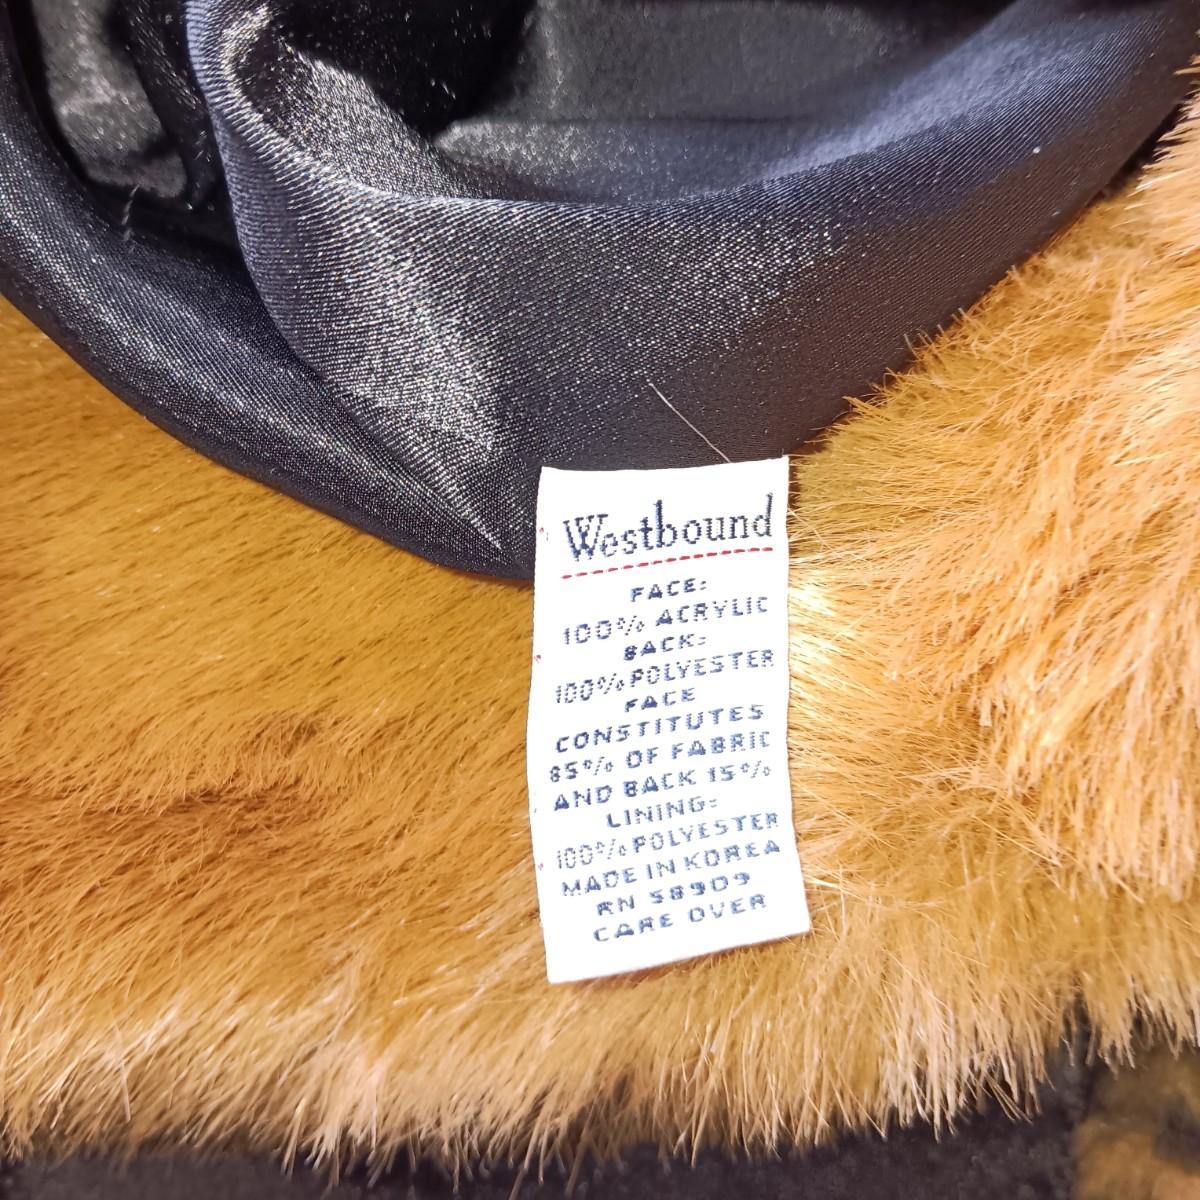 Westbound
FACE:
100% ACRYLIC
BACK:
100% POLYESTER
FACE
CONSTITUTES
85% OF FABRIC
AND BACK 15%
LINING:
100% POLYESTER
MADE IN KOREA
RN 58909
CARE OVER